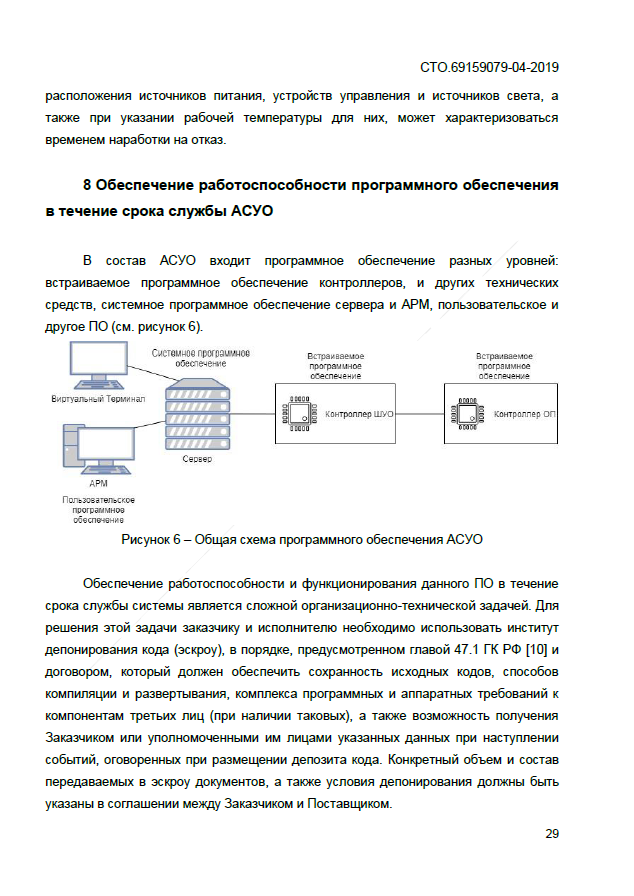 СТО.69159079-04-2019
расположения источников питания, устройств управления и источников света, а
также при указании рабочей температуры для них, может характеризоваться
временем наработки на отказ.
8 Обеспечение работоспособности программного обеспечения
в течение срока службы АСУО
В состав АСУО входит программное обеспечение разных уровней:
встраиваемое программное обеспечение контроллеров, и других технических
средств, системное программное обеспечение сервера и АРМ, пользовательское и
другое ПО (см. рисунок 6).
Виртуальный Терминал
АРМ
Пользовательское
программное
обеспечение
Системное программное
обеспечение
Сервер
Встраиваемое
программное
обеспечение
Контроллер ШУО
Встраиваемое
программное
обеспечение
Контроллер ОП
Рисунок 6 – Общая схема программного обеспечения АСУО
Обеспечение работоспособности и функционирования данного ПО в течение
срока службы системы является сложной организационно-технической задачей. Для
решения этой задачи заказчику и исполнителю необходимо использовать институт
депонирования кода (эскроу), в порядке, предусмотренном главой 47.1 ГК РФ [10] и
договором, который должен обеспечить сохранность исходных кодов, способов
компиляции и развертывания, комплекса программных и аппаратных требований к
компонентам третьих лиц (при наличии таковых), а также возможность получения
Заказчиком или уполномоченными им лицами указанных данных при наступлении
событий, оговоренных при размещении депозита кода. Конкретный объем и состав
передаваемых в эскроу документов, а также условия депонирования должны быть
указаны в соглашении между Заказчиком и Поставщиком.
29